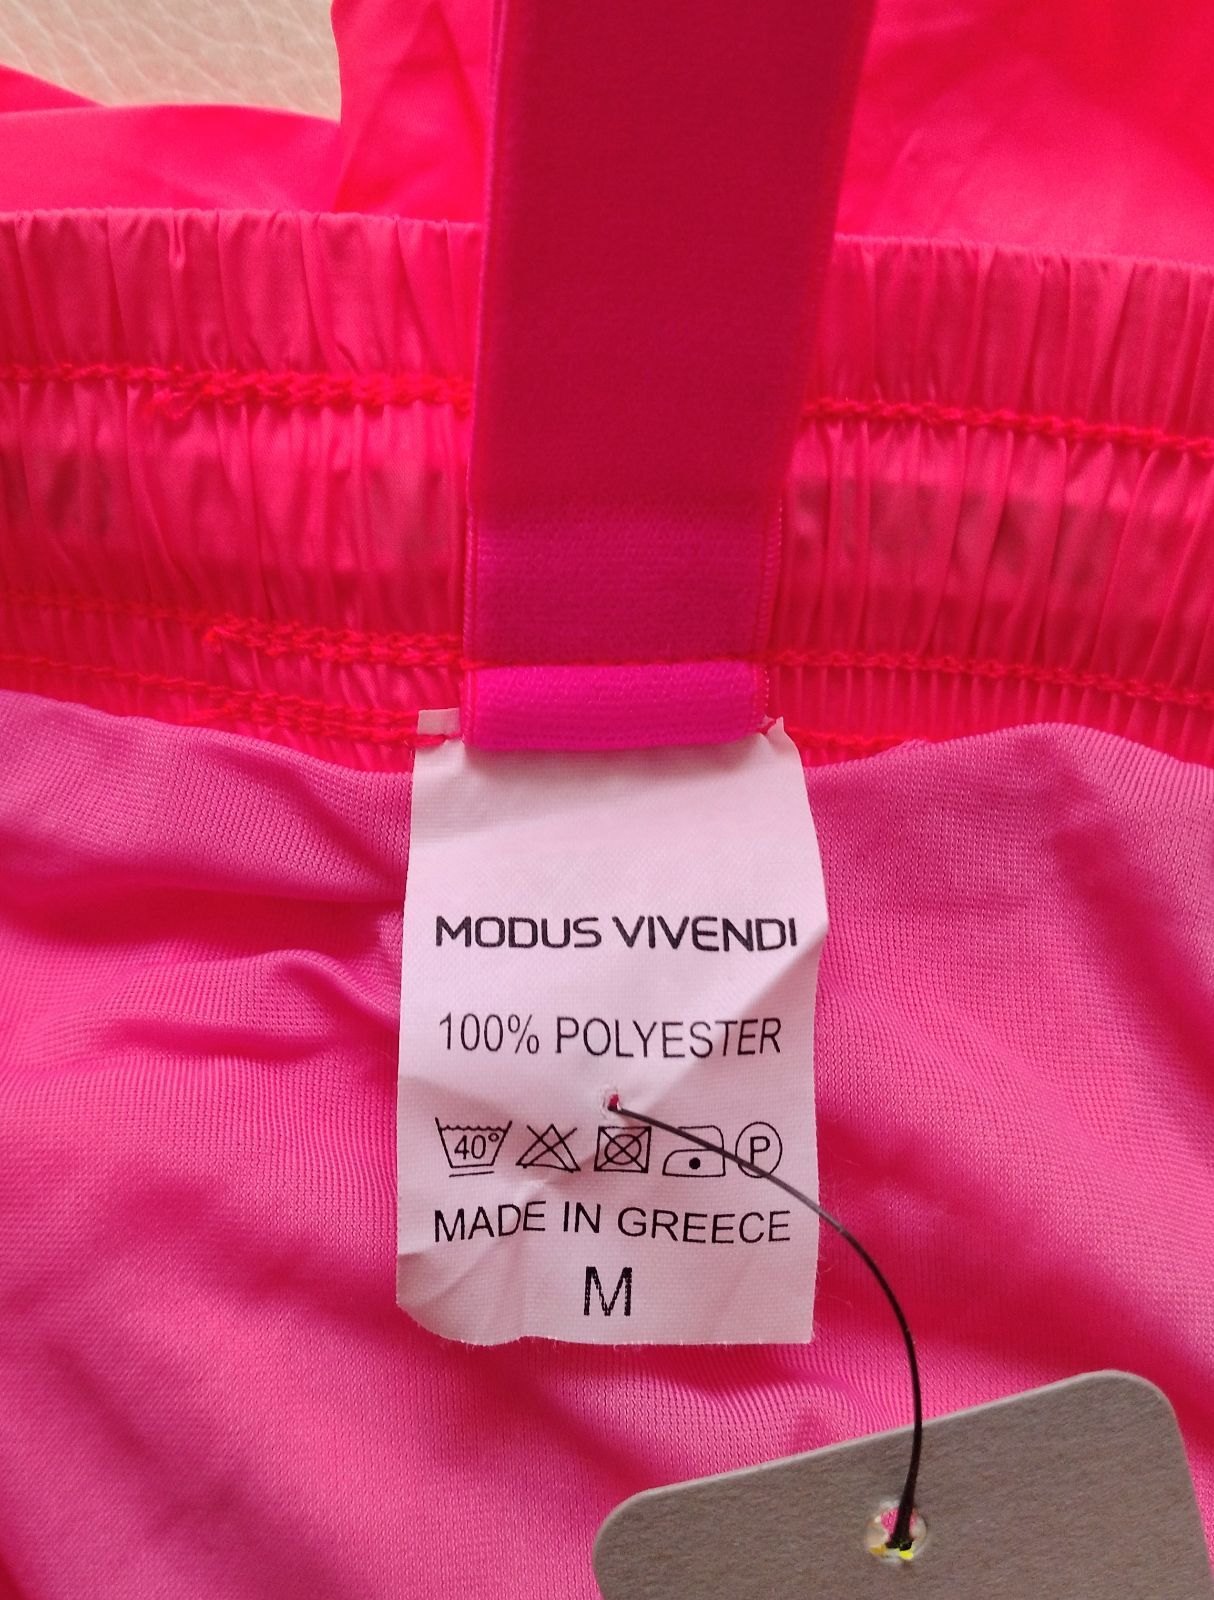 MODUS VIVENDI
100% POLYESTER
40° P
MADE IN GREECE
M